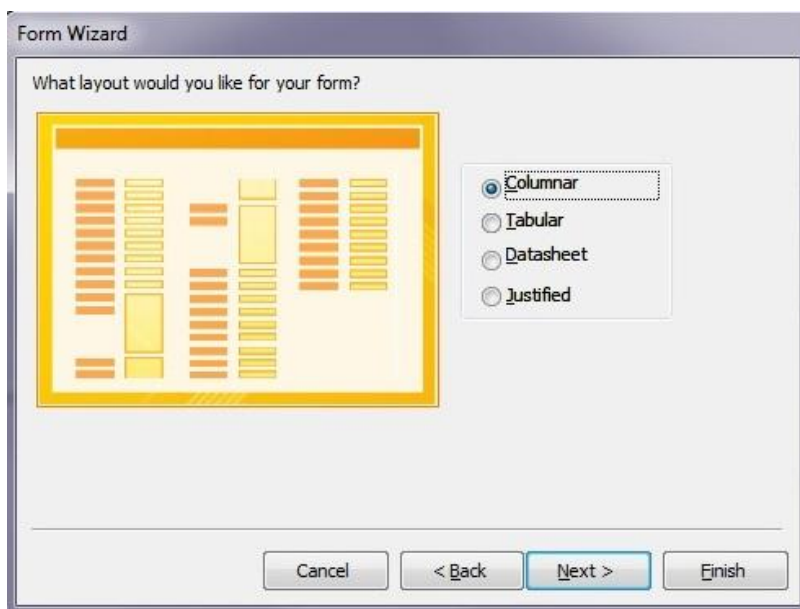 Form Wizard
What layout would you like for your form?
Columnar
Tabular
Datasheet
Justified
Cancel
< Back
Next >
Finish